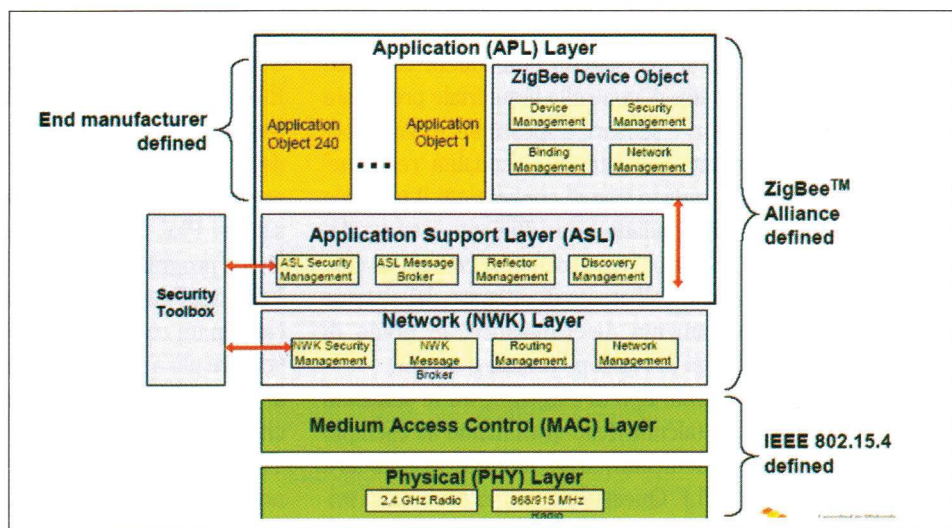 Application (APL) Layer
ZigBee Device Object
End manufacturer
defined
Application
Object 240
...
Application
Object 1
Device
Management
Security
Management
Binding
Management
Network
Management
ZigBee™
Alliance
defined
Application Support Layer (ASL)
ASL Security
Management
ASL Message
Broker
Reflector
Management
Discovery
Management
Security
Toolbox
Network (NWK) Layer
NWK Security
Management
NWK
Message
Broker
Routing
Management
Network
Management
Medium Access Control (MAC) Layer
IEEE 802.15.4
defined
Physical (PHY) Layer
2.4 GHz Radio
868/915 MHz
Radio